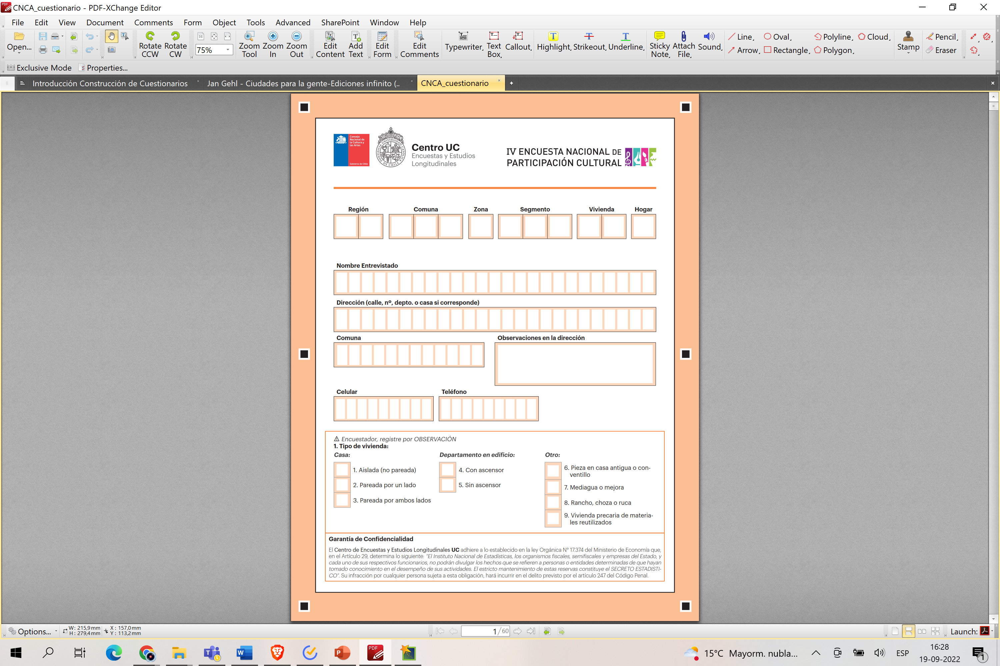 CNCA_cuestionario - PDF-XChange Editor
File Edit View Document Comments Form Object Tools Advanced SharePoint Window Help
Open...
Rotate CCW
Rotate CW
75%
Zoom Tool
Zoom In
Zoom Out
Edit Content
Add Text
Edit Form
Edit Comments
Typewriter
Text Box
Callout
Highlight
Strikeout
Underline
Sticky Note
Attach File
Sound
Line
Arrow
Oval
Rectangle
Polyline
Polygon
Cloud
Stamp
Pencil
Eraser
Exclusive Mode Properties...
Introducción Construcción de Cuestionarios
Jan Gehl - Ciudades para la gente-Ediciones infinito (..
CNCA_cuestionario
Consejo
Nacional de
la Cultura y
las Artes
Gobierno de Chile
Centro UC
Encuestas y Estudios
Longitudinales
IV ENCUESTA NACIONAL DE
PARTICIPACIÓN CULTURAL
Región Comuna Zona Segmento Vivienda Hogar
Nombre Entrevistado
Dirección (calle, nº, depto. o casa si corresponde)
Comuna
Observaciones en la dirección
Celular
Teléfono
Encuestador, registre por OBSERVACIÓN
1. Tipo de vivienda:
Casa:
1. Aislada (no pareada)
2. Pareada por un lado
3. Pareada por ambos lados
Departamento en edificio:
4. Con ascensor
5. Sin ascensor
Otro:
6. Pieza en casa antigua o con-
ventillo
7. Mediagua o mejora
8. Rancho, choza o ruca
9. Vivienda precaria de materia-
les reutilizados
Garantía de Confidencialidad
El Centro de Encuestas y Estudios Longitudinales UC adhiere a lo establecido en la ley Orgánica N° 17.374 del Ministerio de Economía que,
en el Artículo 29, determina lo siguiente: “El Instituto Nacional de Estadísticas, los organismos fiscales, semifiscales y empresas del Estado, y
cada uno de sus respectivos funcionarios, no podrán divulgar los hechos que se refieren a personas o entidades determinadas de que hayan
tomado conocimiento en el desempeño de sus actividades. El estricto mantenimiento de estas reservas constituye el SECRETO ESTADISTI-
CO”. Su infracción por cualquier persona sujeta a esta obligación, hará incurrir en el delito previsto por el artículo 247 del Código Penal.
Options...
W: 215,9 mm
H: 279,4 mm
X: 157,0 mm
Y: 113,2 mm
1 / 60
Launch:
15°C Mayorm. nubla...
ESP
16:28
19-09-2022
1